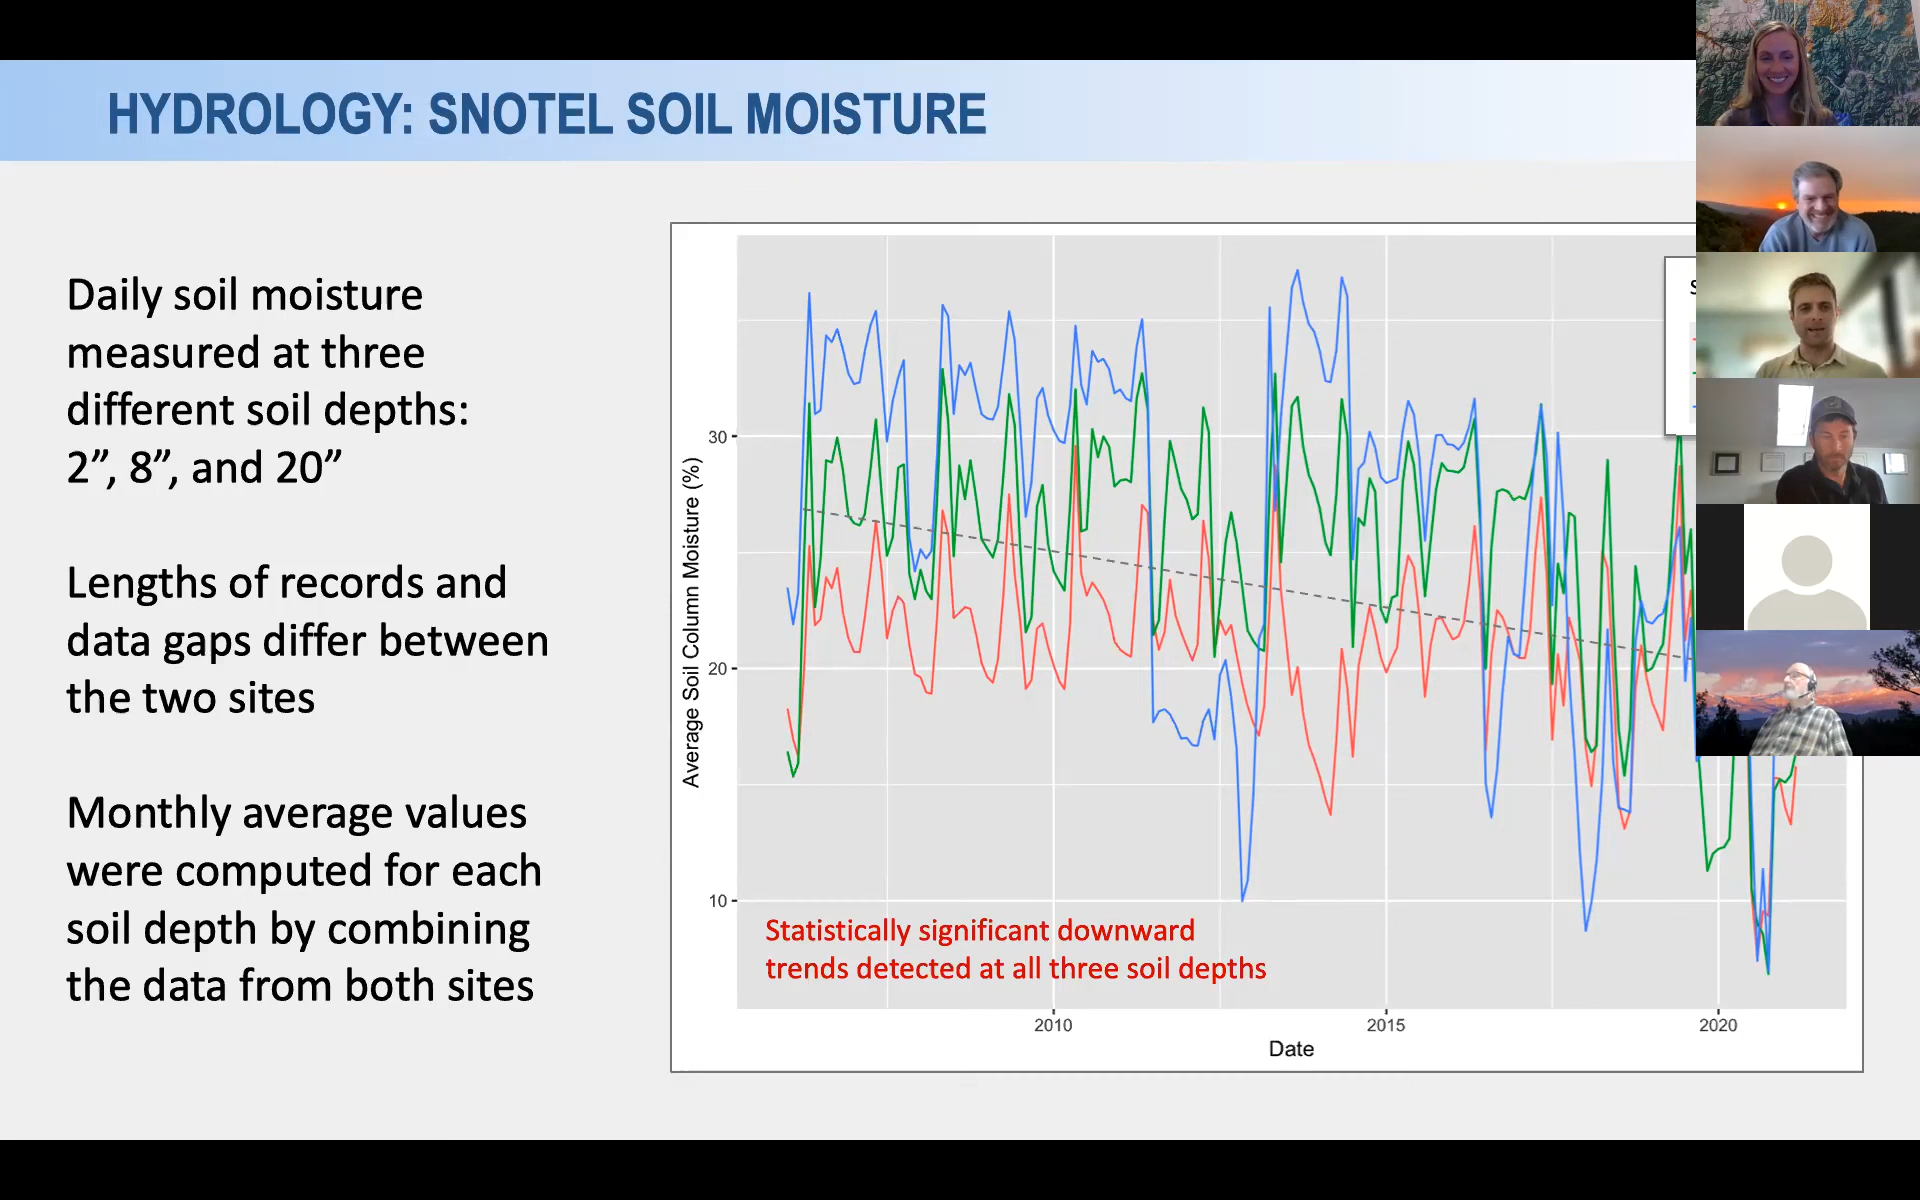 HYDROLOGY: SNOTEL SOIL MOISTURE
Daily soil moisture
measured at three
different soil depths:
2”, 8”, and 20”
Lengths of records and
data gaps differ between
the two sites
Monthly average values
were computed for each
soil depth by combining
the data from both sites
Average Soil Column Moisture (%)
30
20
10
Statistically significant downward
trends detected at all three soil depths
2010
2015
2020
Date